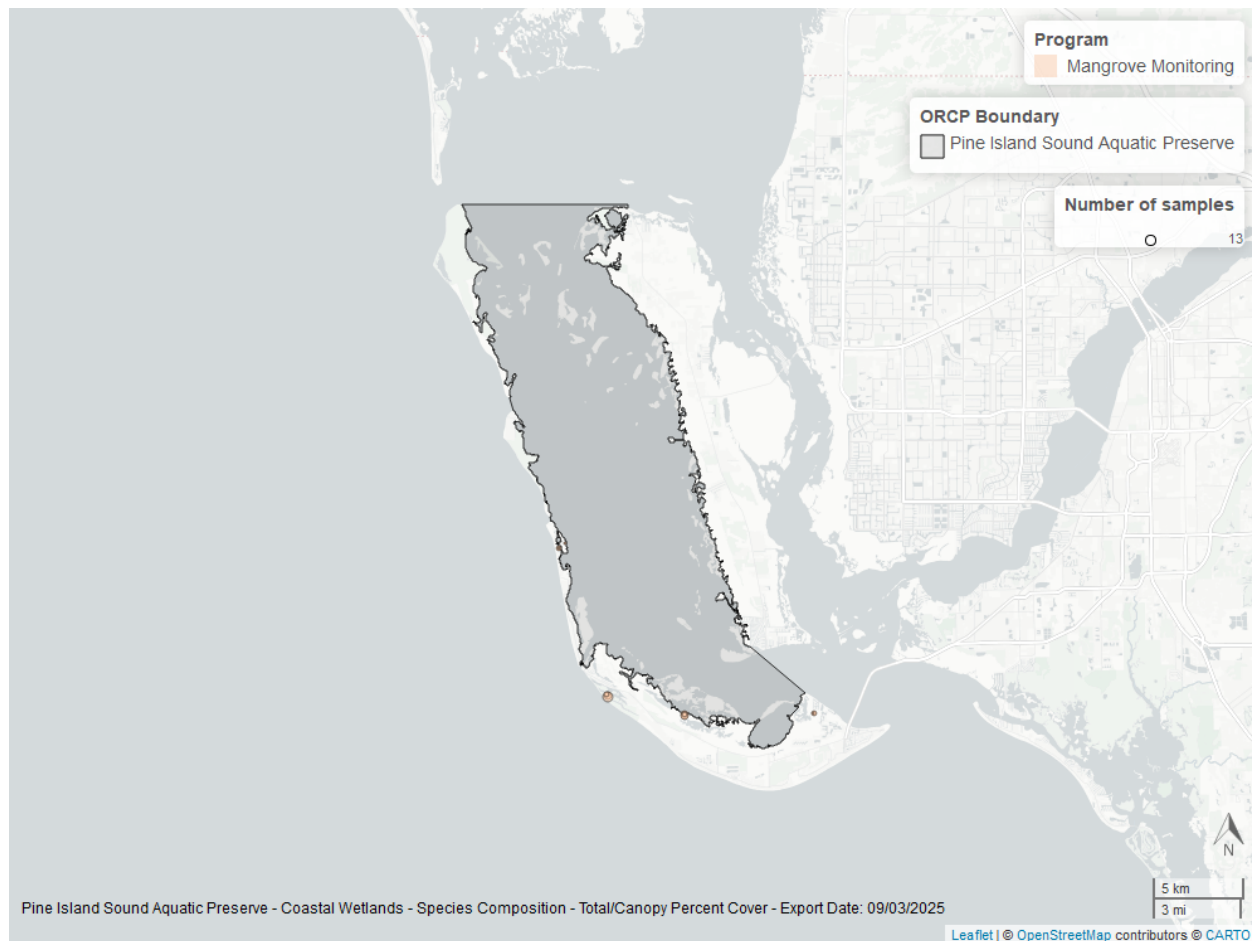 Program
Mangrove Monitoring
ORCP Boundary
Pine Island Sound Aquatic Preserve
Number of samples
13
N
5 km
3 mi
Pine Island Sound Aquatic Preserve - Coastal Wetlands - Species Composition - Total/Canopy Percent Cover - Export Date: 09/03/2025
Leaflet | © OpenStreetMap contributors © CARTO